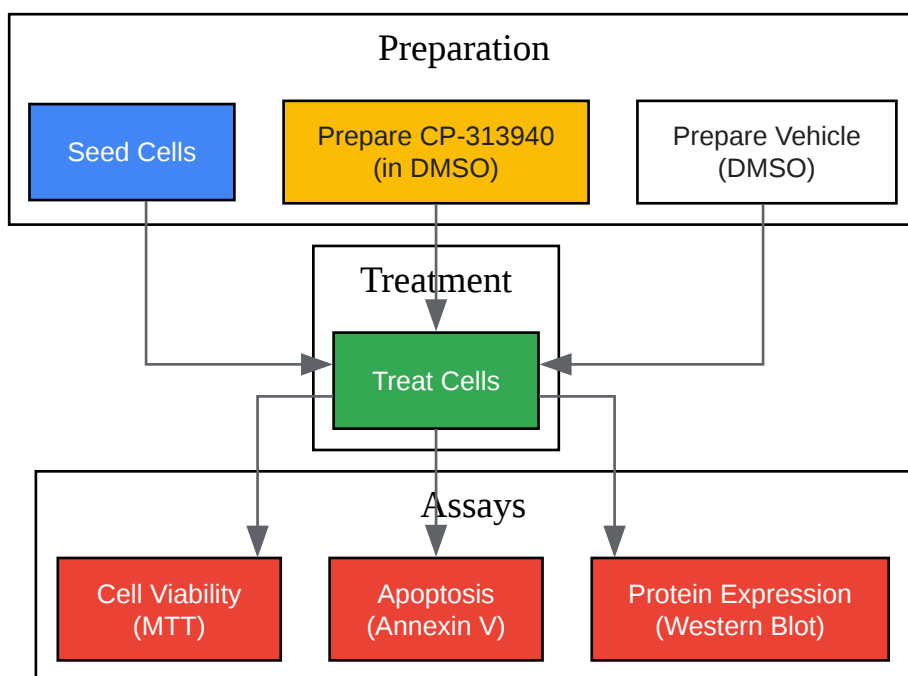 Preparation
Seed Cells
Prepare CP-313940
(in DMSO)
Prepare Vehicle
(DMSO)
Treatment
Treat Cells
Assays
Cell Viability
(MTT)
Apoptosis
(Annexin V)
Protein Expression
(Western Blot)